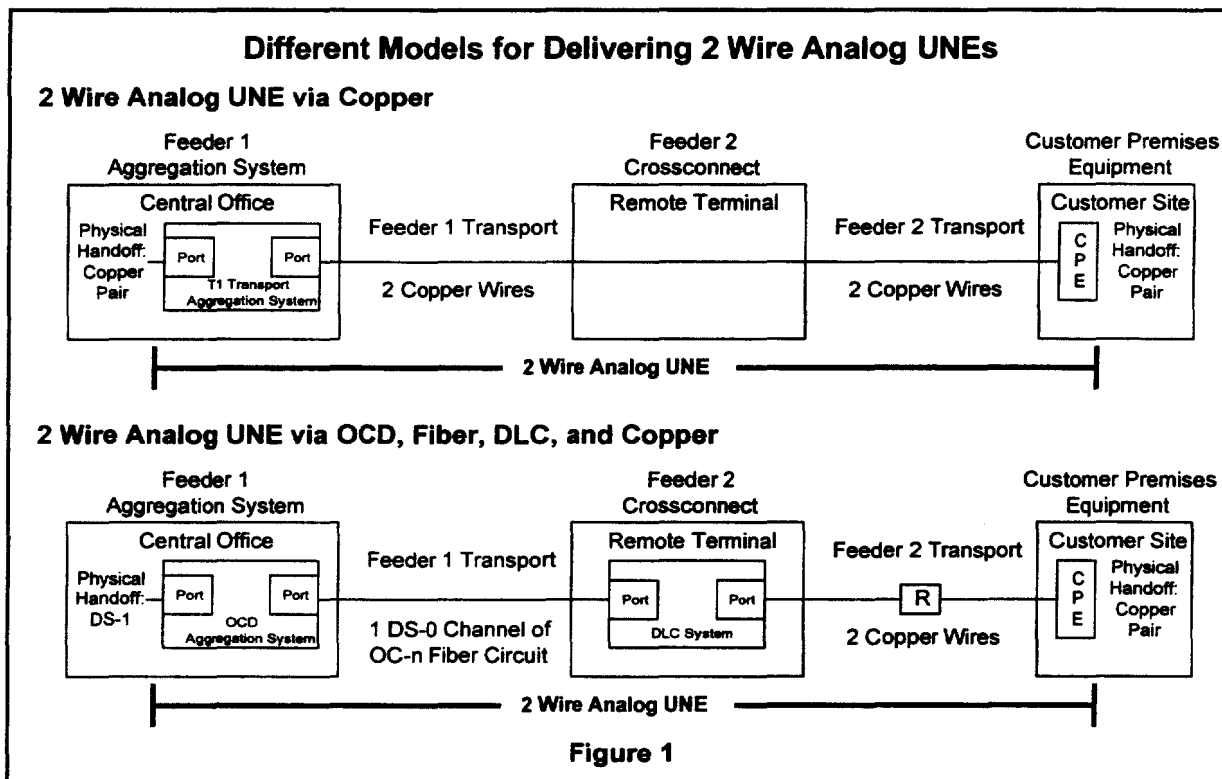 Different Models for Delivering 2 Wire Analog UNEs
2 Wire Analog UNE via Copper
Feeder 1
Aggregation System
Feeder 2
Crossconnect
Customer Premises
Equipment
Central Office
Remote Terminal
Customer Site
Physical
Handoff:
Copper
Pair
Port
Port
T1 Transport
Aggregation System
Feeder 1 Transport
2 Copper Wires
Feeder 2 Transport
2 Copper Wires
C
P
E
Physical
Handoff:
Copper
Pair
2 Wire Analog UNE
2 Wire Analog UNE via OCD, Fiber, DLC, and Copper
Feeder 1
Aggregation System
Feeder 2
Crossconnect
Customer Premises
Equipment
Central Office
Remote Terminal
Customer Site
Physical
Handoff:
DS-1
Port
Port
OCD
Aggregation System
Feeder 1 Transport
1 DS-0 Channel of
OC-n Fiber Circuit
Port
Port
DLC System
Feeder 2 Transport
R
2 Copper Wires
C
P
E
Physical
Handoff:
Copper
Pair
2 Wire Analog UNE
Figure 1